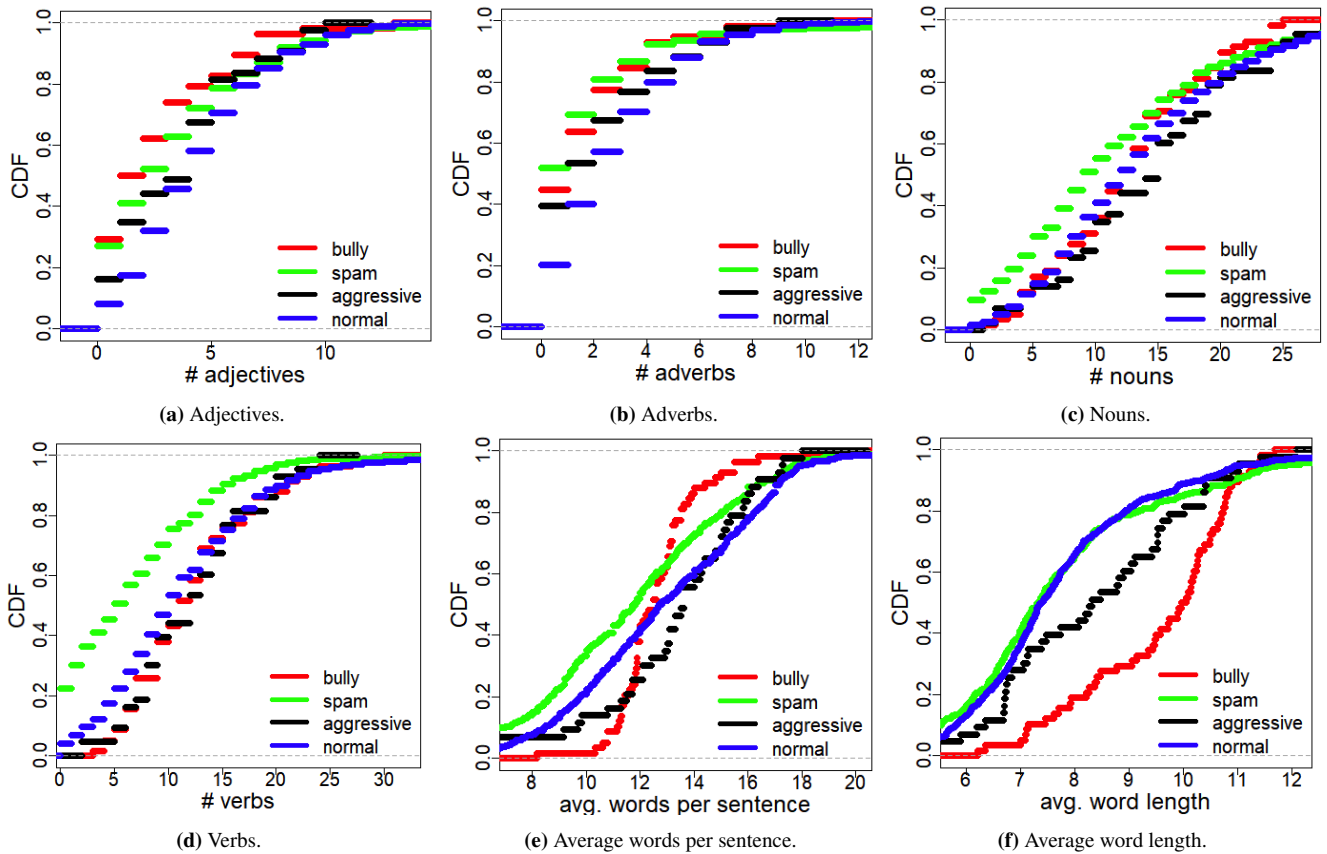 CDF
0.0 0.2 0.4 0.6 0.8 1.0
bully
spam
aggressive
normal
0 5 10
# adjectives
(a) Adjectives.
CDF
0.0 0.2 0.4 0.6 0.8 1.0
bully
spam
aggressive
normal
0 2 4 6 8 10 12
# adverbs
(b) Adverbs.
CDF
0.0 0.2 0.4 0.6 0.8 1.0
bully
spam
aggressive
normal
0 5 10 15 20 25
# nouns
(c) Nouns.
CDF
0.0 0.2 0.4 0.6 0.8 1.0
bully
spam
aggressive
normal
0 5 10 15 20 25 30
# verbs
(d) Verbs.
CDF
0.0 0.2 0.4 0.6 0.8 1.0
bully
spam
aggressive
normal
8 10 12 14 16 18 20
avg. words per sentence
(e) Average words per sentence.
CDF
0.0 0.2 0.4 0.6 0.8 1.0
bully
spam
aggressive
normal
6 7 8 9 10 11 12
avg. word length
(f) Average word length.